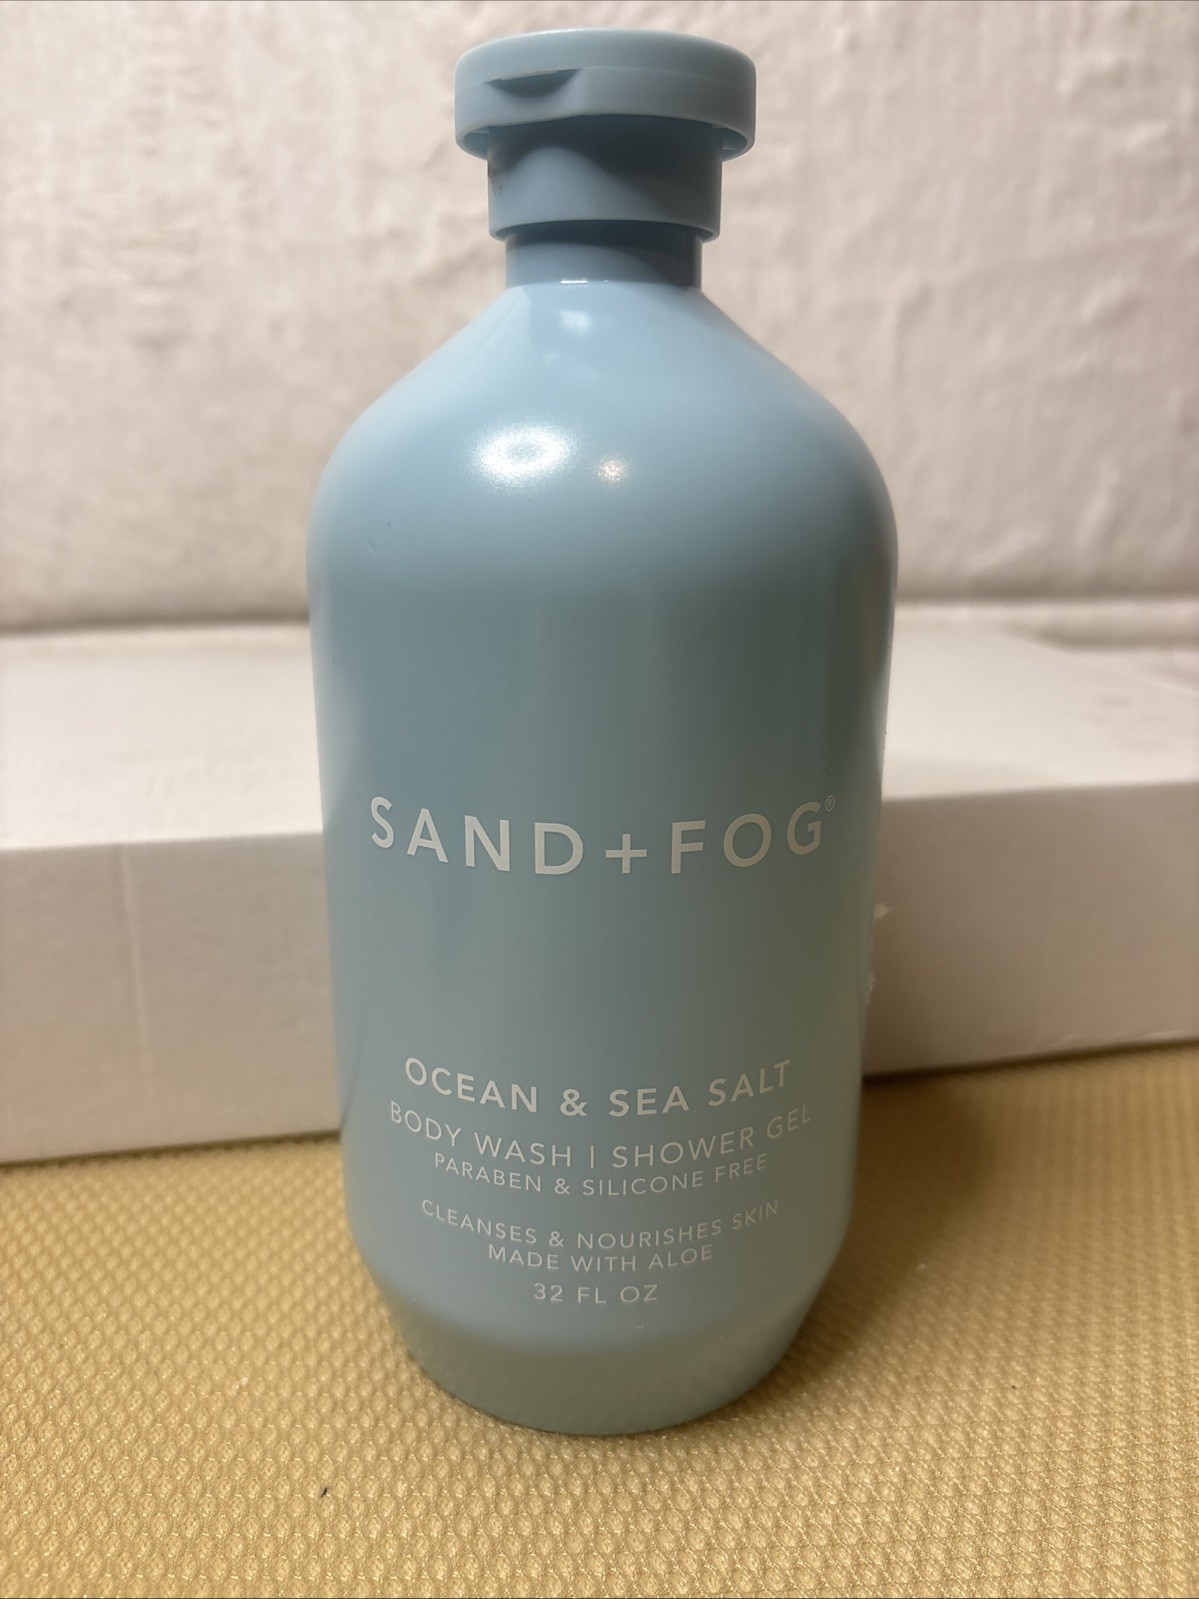 SAND+FOG®
OCEAN & SEA SALT
BODY WASH | SHOWER GEL
PARABEN & SILICONE FREE
CLEANSES & NOURISHES SKIN
MADE WITH ALOE
32 FL OZ